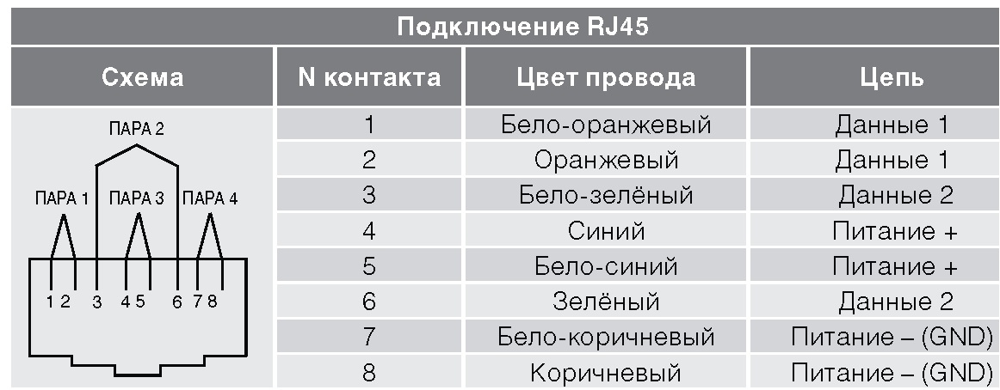 Подключение RJ45
Схема N контакта Цвет провода Цепь
ПАРА 2
ПАРА 1 ПАРА 3 ПАРА 4
1 2 3 4 5 6 7 8
1 Бело-оранжевый Данные 1
2 Оранжевый Данные 1
3 Бело-зелёный Данные 2
4 Синий Питание +
5 Бело-синий Питание +
6 Зелёный Данные 2
7 Бело-коричневый Питание – (GND)
8 Коричневый Питание – (GND)